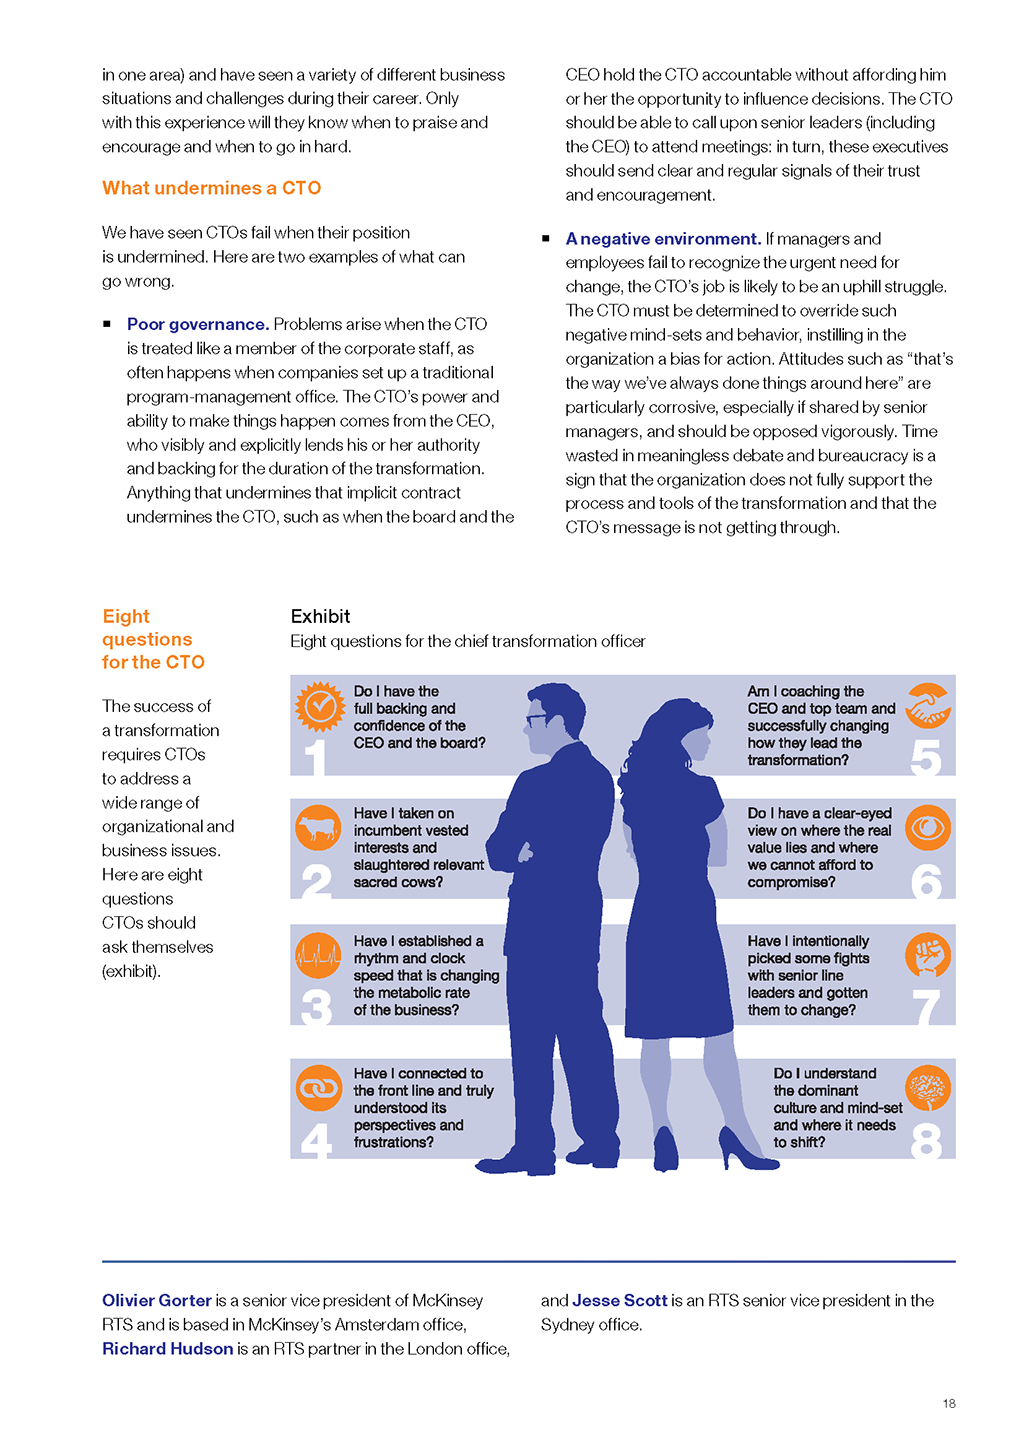 in one area) and have seen a variety of different business
situations and challenges during their career. Only
with this experience will they know when to praise and
encourage and when to go in hard.
What undermines a CTO
We have seen CTOs fail when their position
is undermined. Here are two examples of what can
go wrong.
▪ Poor governance. Problems arise when the CTO
is treated like a member of the corporate staff, as
often happens when companies set up a traditional
program-management office. The CTO’s power and
ability to make things happen comes from the CEO,
who visibly and explicitly lends his or her authority
and backing for the duration of the transformation.
Anything that undermines that implicit contract
undermines the CTO, such as when the board and the
CEO hold the CTO accountable without affording him
or her the opportunity to influence decisions. The CTO
should be able to call upon senior leaders (including
the CEO) to attend meetings: in turn, these executives
should send clear and regular signals of their trust
and encouragement.
▪ A negative environment. If managers and
employees fail to recognize the urgent need for
change, the CTO’s job is likely to be an uphill struggle.
The CTO must be determined to override such
negative mind-sets and behavior, instilling in the
organization a bias for action. Attitudes such as “that’s
the way we’ve always done things around here” are
particularly corrosive, especially if shared by senior
managers, and should be opposed vigorously. Time
wasted in meaningless debate and bureaucracy is a
sign that the organization does not fully support the
process and tools of the transformation and that the
CTO’s message is not getting through.
Eight
questions
for the CTO
The success of
a transformation
requires CTOs
to address a
wide range of
organizational and
business issues.
Here are eight
questions
CTOs should
ask themselves
(exhibit).
Exhibit
Eight questions for the chief transformation officer
1
Do I have the
full backing and
confidence of the
CEO and the board?
2
Have I taken on
incumbent vested
interests and
slaughtered relevant
sacred cows?
3
Have I established a
rhythm and clock
speed that is changing
the metabolic rate
of the business?
4
Have I connected to
the front line and truly
understood its
perspectives and
frustrations?
Am I coaching the
CEO and top team and
successfully changing
how they lead the
transformation?
5
Do I have a clear-eyed
view on where the real
value lies and where
we cannot afford to
compromise?
6
Have I intentionally
picked some fights
with senior line
leaders and gotten
them to change?
7
Do I understand
the dominant
culture and mind-set
and where it needs
to shift?
8
Olivier Gorter is a senior vice president of McKinsey
RTS and is based in McKinsey’s Amsterdam office,
Richard Hudson is an RTS partner in the London office,
and Jesse Scott is an RTS senior vice president in the
Sydney office.
18